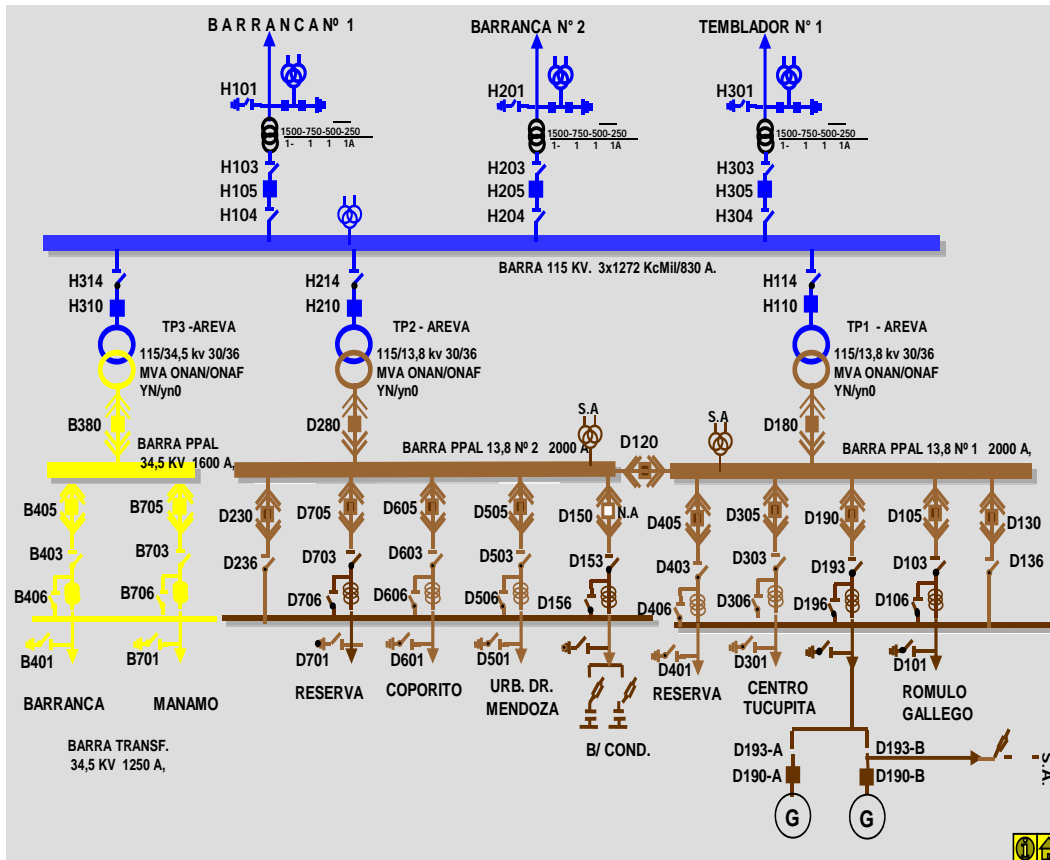 BARRANCA Nº 1
BARRANCA N° 2
TEMBLADOR N° 1
H101
H201
H301
1500-750-500-250
1- 1 1 1A
1500-750-500-250
1- 1 1 1A
1500-750-500-250
1- 1 1 1A
H103
H203
H303
H105
H205
H305
H104
H204
H304
BARRA 115 KV. 3x1272 KcMil/830 A.
H314
H214
H114
H310
H210
H110
TP3 -AREVA
115/34,5 kv 30/36
MVA ONAN/ONAF
YN/yn0
TP2 - AREVA
115/13,8 kv 30/36
MVA ONAN/ONAF
YN/yn0
TP1 - AREVA
115/13,8 kv 30/36
MVA ONAN/ONAF
YN/yn0
B380
D280
S.A
D120
S.A
D180
BARRA PPAL
34,5 KV 1600 A,
BARRA PPAL 13,8 Nº 2 2000 A,
BARRA PPAL 13,8 Nº 1 2000 A,
B405
B705
D230
D705
D605
D505
D150
N.A
D405
D305
D190
D105
D130
B403
B703
D236
D703
D603
D503
D153
D403
D303
D193
D103
D136
B406
B706
D706
D606
D506
D156
D406
D306
D196
D106
B401
B701
D701
D601
D501
D401
D301
D101
BARRANCA
MANAMO
RESERVA
COPORITO
URB. DR.
MENDOZA
B/ COND.
RESERVA
CENTRO
TUCUPITA
ROMULO
GALLEGO
BARRA TRANSF.
34,5 KV 1250 A,
D193-A
D193-B
D190-A
D190-B
S.A.
G
G